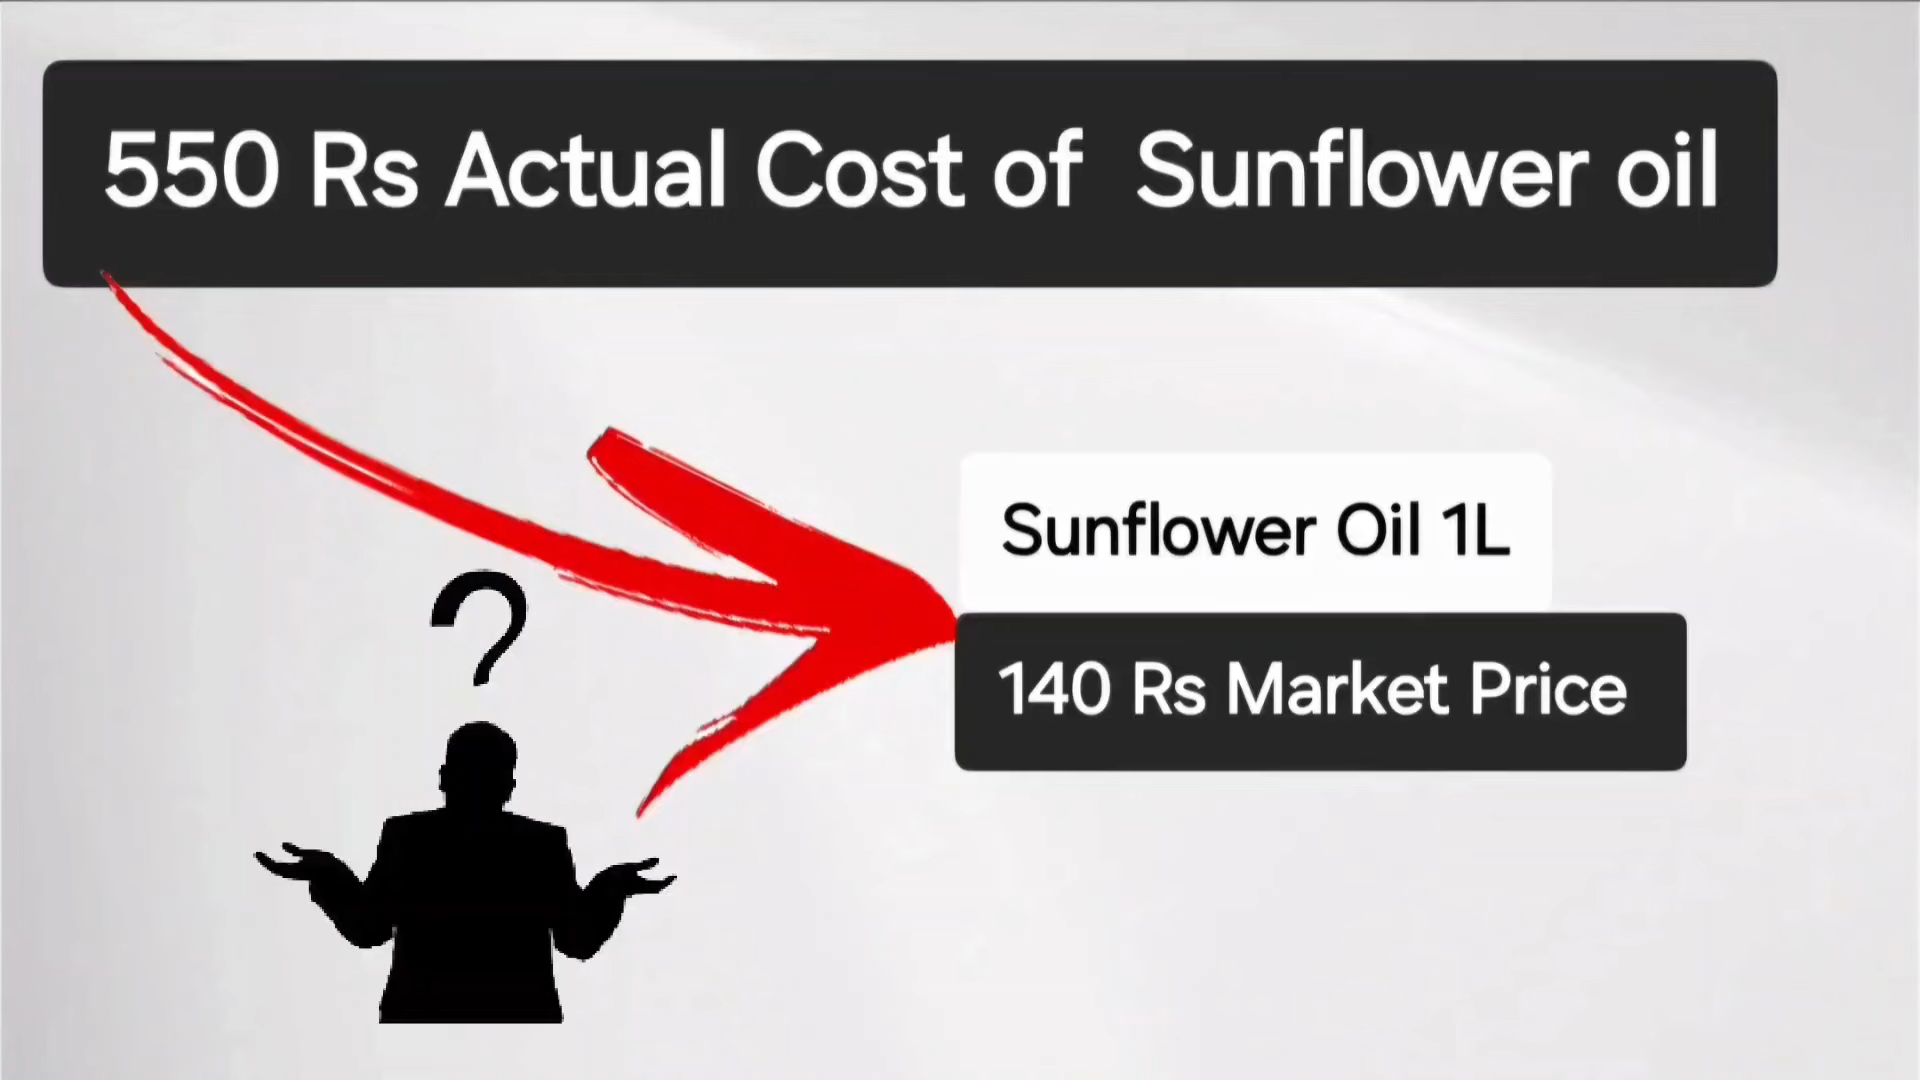 550 Rs Actual Cost of Sunflower oil
Sunflower Oil 1L
140 Rs Market Price
?